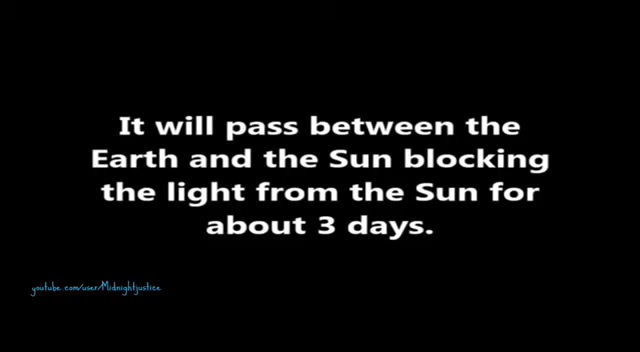 It will pass between the
Earth and the Sun blocking
the light from the Sun for
about 3 days.
youtube.com/user/Midnightjustice